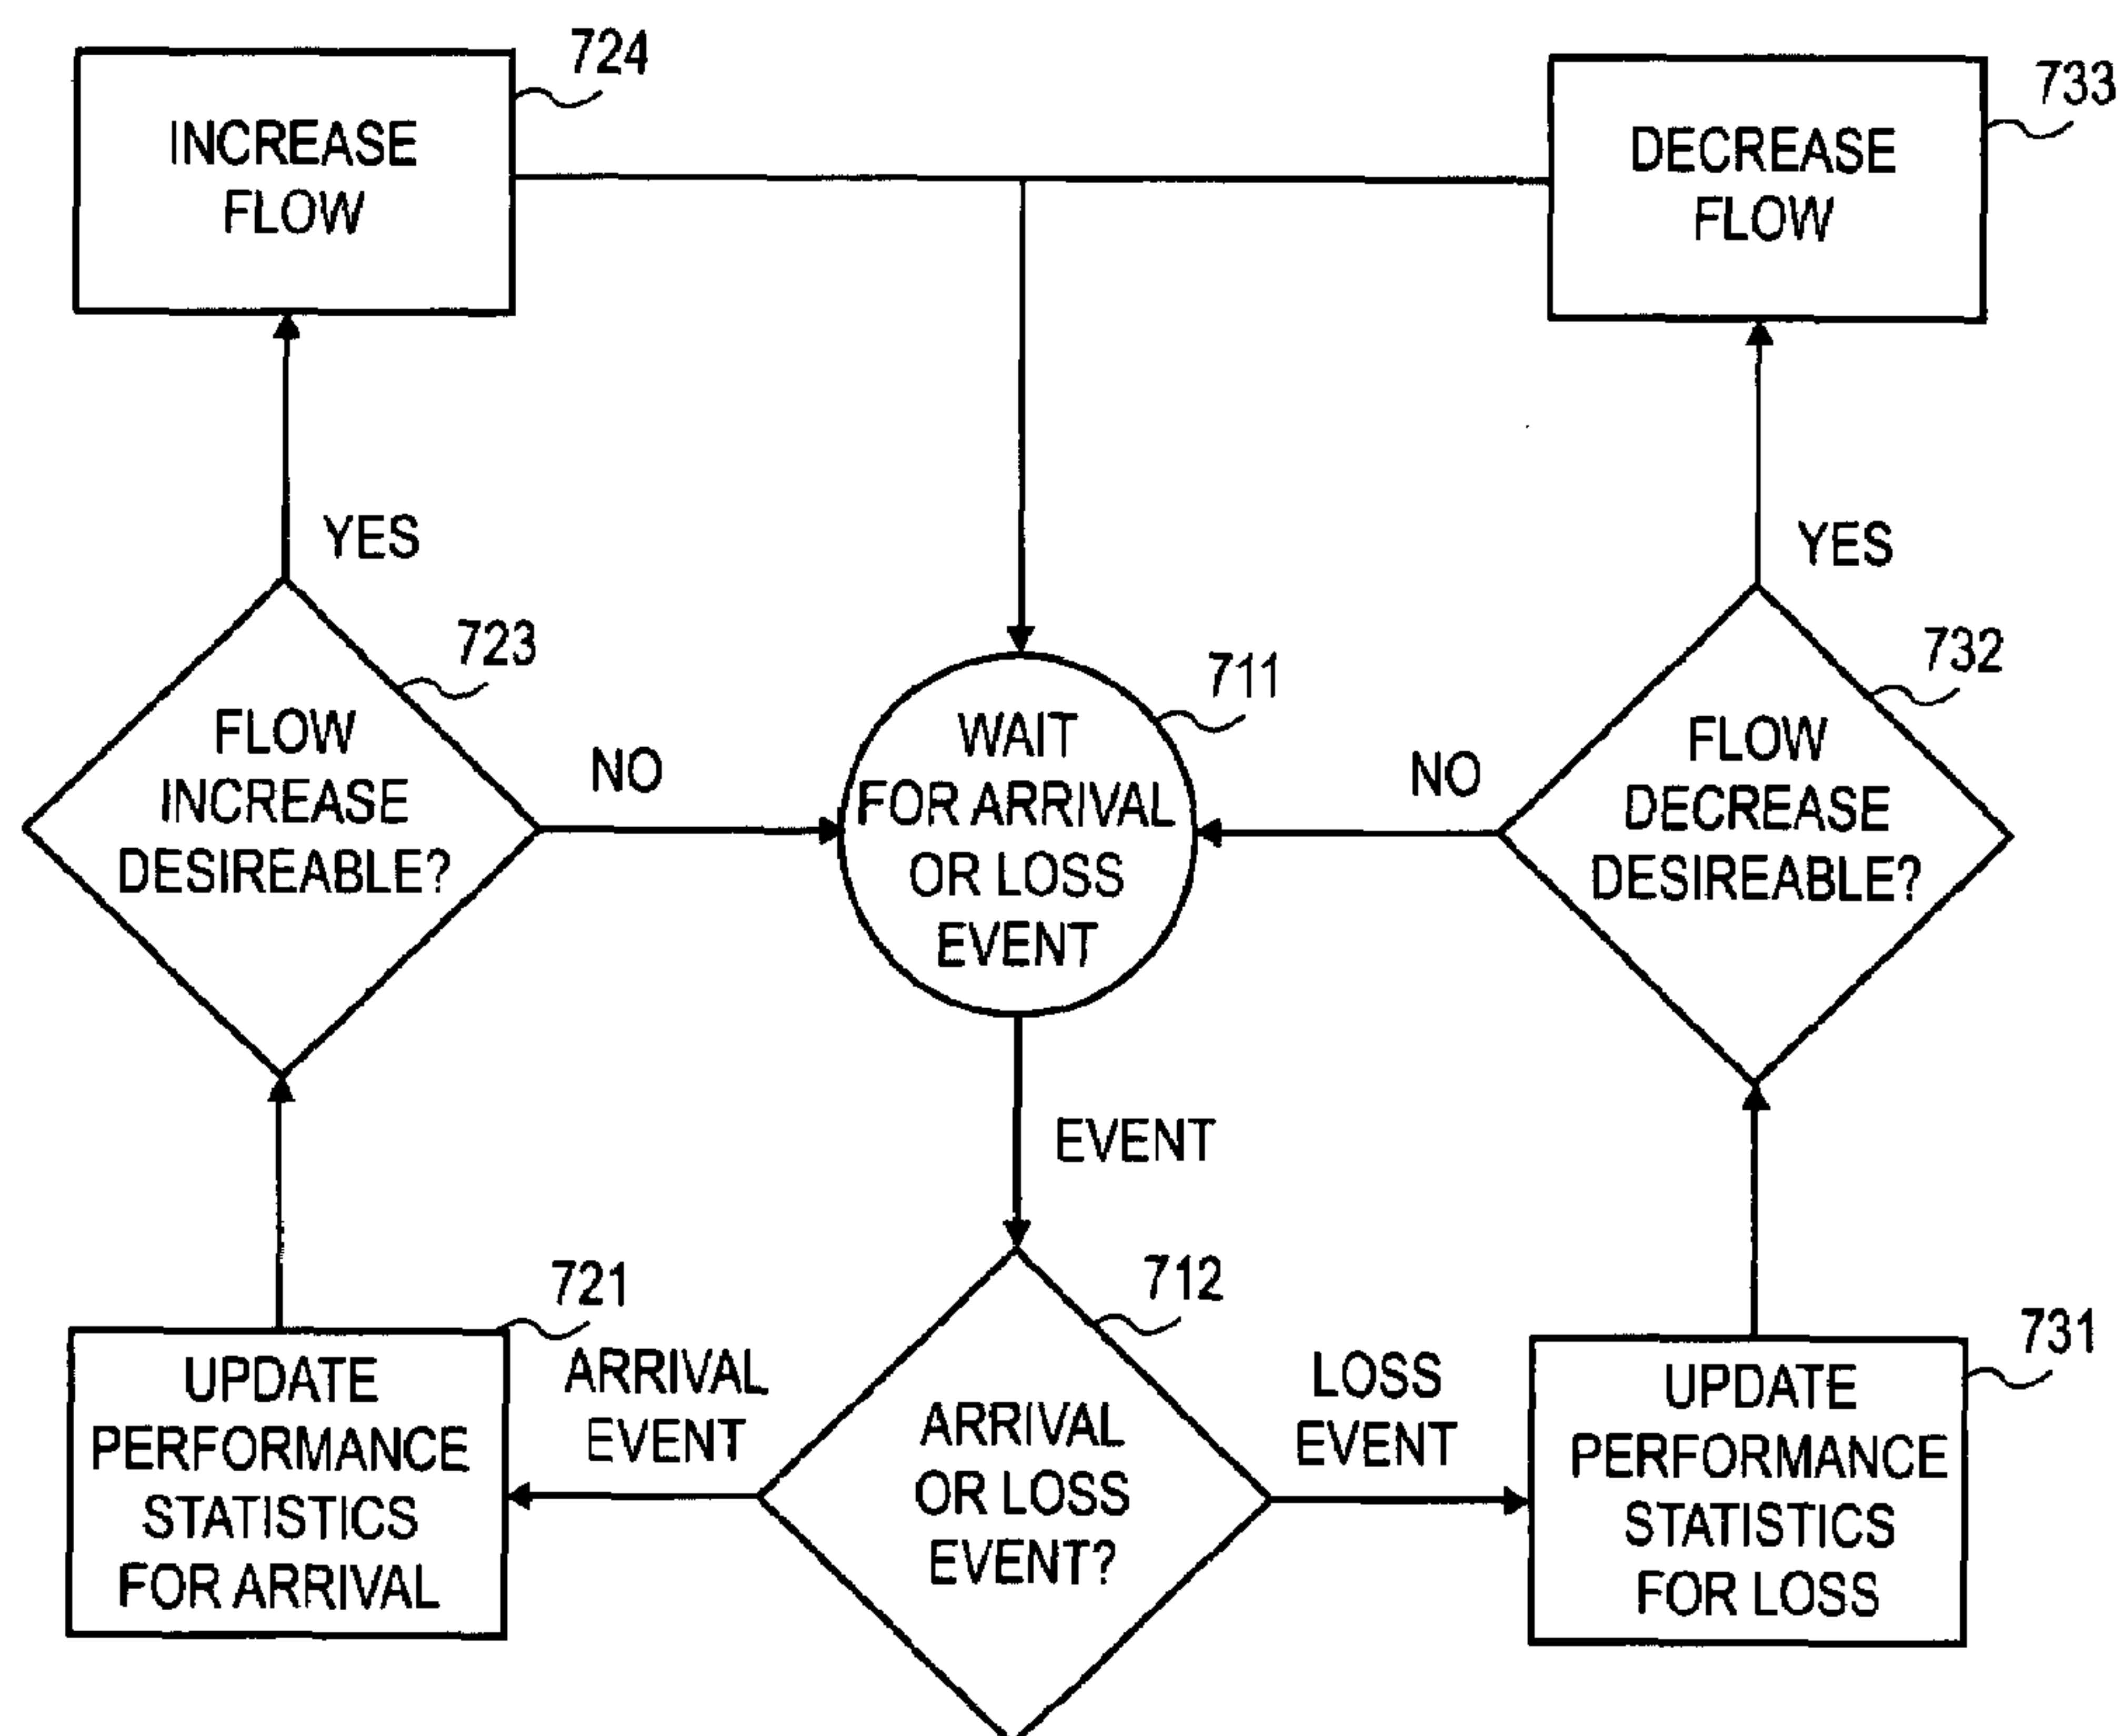 724
INCREASE
FLOW
733
DECREASE
FLOW
YES
YES
723
FLOW
INCREASE
DESIREABLE?
NO
711
WAIT
FOR ARRIVAL
OR LOSS
EVENT
NO
732
FLOW
DECREASE
DESIREABLE?
EVENT
721
UPDATE
PERFORMANCE
STATISTICS
FOR ARRIVAL
ARRIVAL
EVENT
712
ARRIVAL
OR LOSS
EVENT?
LOSS
EVENT
731
UPDATE
PERFORMANCE
STATISTICS
FOR LOSS